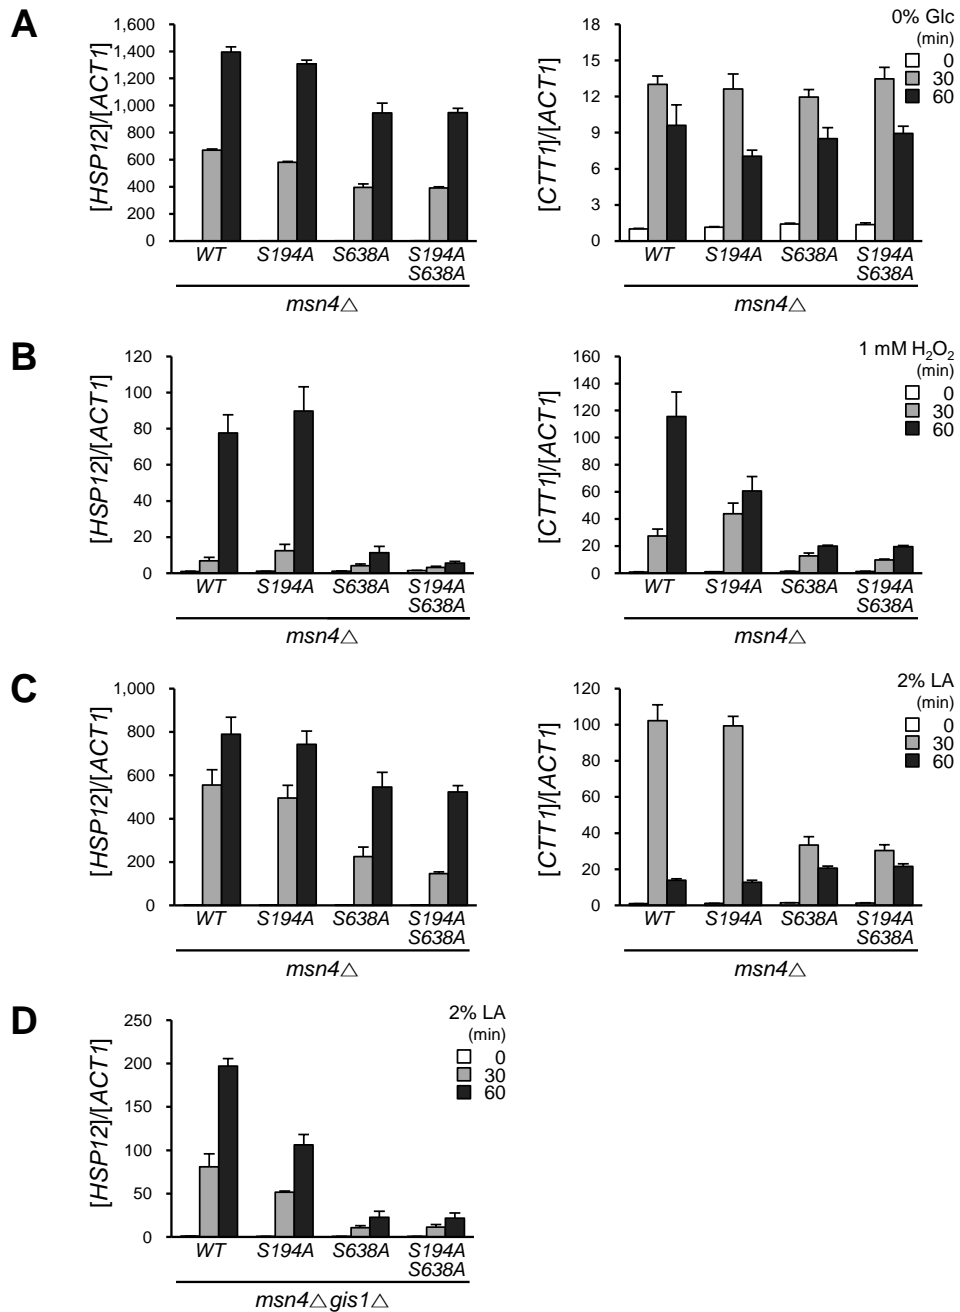 A
[HSP12]/[ACT1]
1,600
1,400
1,200
1,000
800
600
400
200
0
WT S194A S638A S194A
S638A
msn4△
[CTT1]/[ACT1]
18
15
12
9
6
3
0
WT S194A S638A S194A
S638A
msn4△
0% Glc
(min)
0
30
60
B
[HSP12]/[ACT1]
120
100
80
60
40
20
0
WT S194A S638A S194A
S638A
msn4△
[CTT1]/[ACT1]
160
140
120
100
80
60
40
20
0
WT S194A S638A S194A
S638A
msn4△
1 mM H₂O₂
(min)
0
30
60
C
[HSP12]/[ACT1]
1,000
800
600
400
200
0
WT S194A S638A S194A
S638A
msn4△
[CTT1]/[ACT1]
120
100
80
60
40
20
0
WT S194A S638A S194A
S638A
msn4△
2% LA
(min)
0
30
60
D
[HSP12]/[ACT1]
250
200
150
100
50
0
WT S194A S638A S194A
S638A
msn4△gis1△
2% LA
(min)
0
30
60